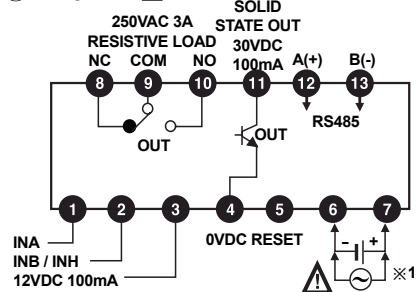 250VAC 3A
RESISTIVE LOAD
NC COM NO
SOLID
STATE OUT
30VDC
100mA
A(+) B(-)
8 9 10 11 12 13
OUT
OUT
RS485
1 2 3 4 5 6 7
INA
INB / INH
12VDC 100mA
0VDC RESET
- +
※1